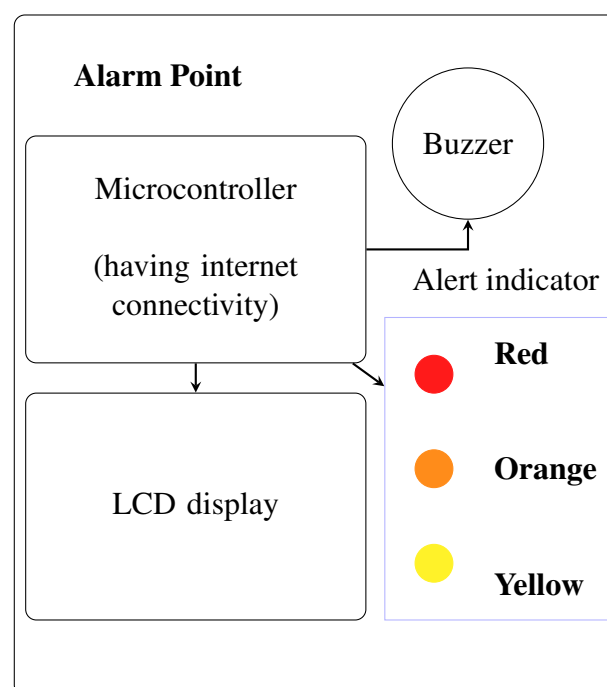 Alarm Point
Buzzer
Microcontroller
(having internet
connectivity)
Alert indicator
Red
Orange
Yellow
LCD display